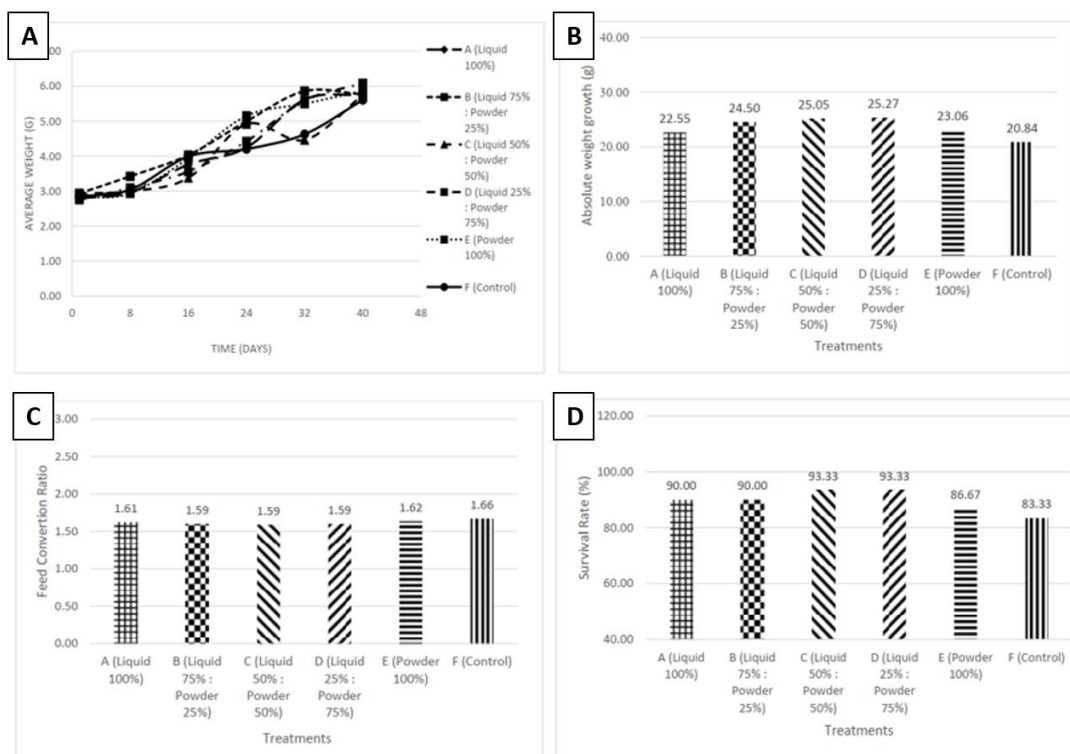 A
.00
6.00
5.00
4.00
3.00
2.00
1.00
0.00
AVERAGE WEIGHT (G)
0 8 16 24 32 40 48
TIME (DAYS)
A (Liquid
100%)
B (Liquid 75%
: Powder
25%)
C (Liquid 50%
: Powder
50%)
D (Liquid 25%
: Powder
75%)
E (Powder
100%)
F (Control)
B
40.00
30.00
20.00
10.00
0.00
Absolute weight growth (g)
22.55 24.50 25.05 25.27 23.06 20.84
A (Liquid B (Liquid C (Liquid D (Liquid E (Powder F (Control)
100%) 75% : 50% : 25% : 100%)
Powder Powder Powder
25%) 50%) 75%)
Treatments
C
3.00
2.50
2.00
1.50
1.00
0.50
0.00
Feed Convertion Ratio
1.61 1.59 1.59 1.59 1.62 1.66
A (Liquid B (Liquid C (Liquid D (Liquid E (Powder F (Control)
100%) 75% : 50% : 25% : 100%)
Powder Powder Powder
25%) 50%) 75%)
Treatments
D
120.00
100.00
80.00
60.00
40.00
Survival Rate (%)
90.00 90.00 93.33 93.33 86.67 83.33
A (Liquid B (Liquid C (Liquid D (Liquid E (Powder F (Control)
100%) 75% : 50% : 25% : 100%)
Powder Powder Powder
25%) 50%) 75%)
Treatments